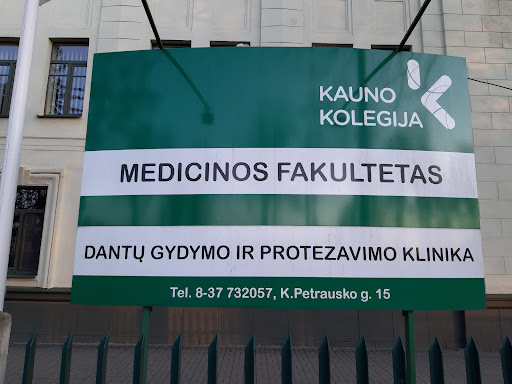 KAUNO
KOLEGIJA
MEDICINOS FAKULTETAS
DANTŲ GYDYMO IR PROTEZAVIMO KLINIKA
Tel. 8-37 732057, K.Petrausko g. 15